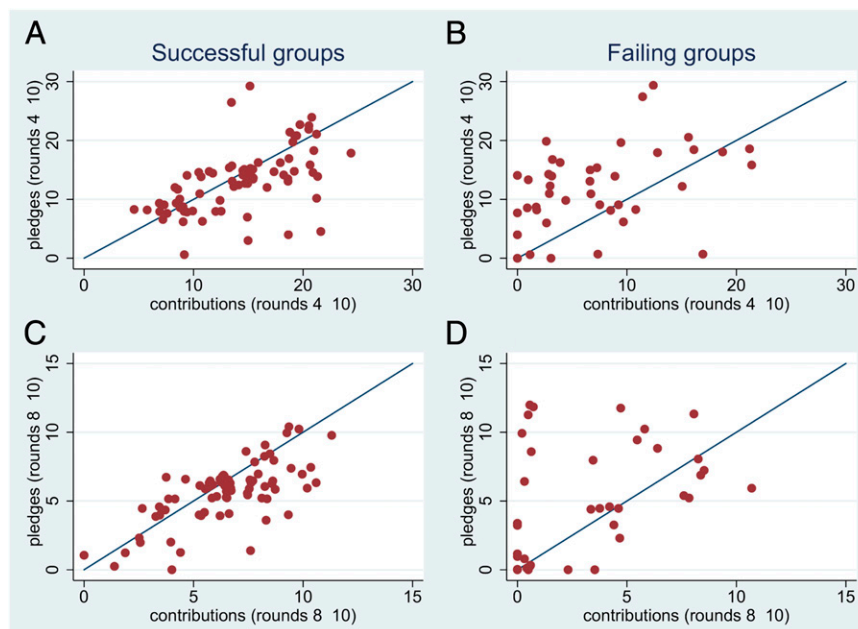 A
Successful groups
30
20
10
0
pledges (rounds 4 10)
0 10 20 30
contributions (rounds 4 10)
B
Failing groups
30
20
10
0
pledges (rounds 4 10)
0 10 20 30
contributions (rounds 4 10)
C
15
10
5
0
pledges (rounds 8 10)
0 5 10 15
contributions (rounds 8 10)
D
15
10
5
0
pledges (rounds 8 10)
0 5 10 15
contributions (rounds 8 10)